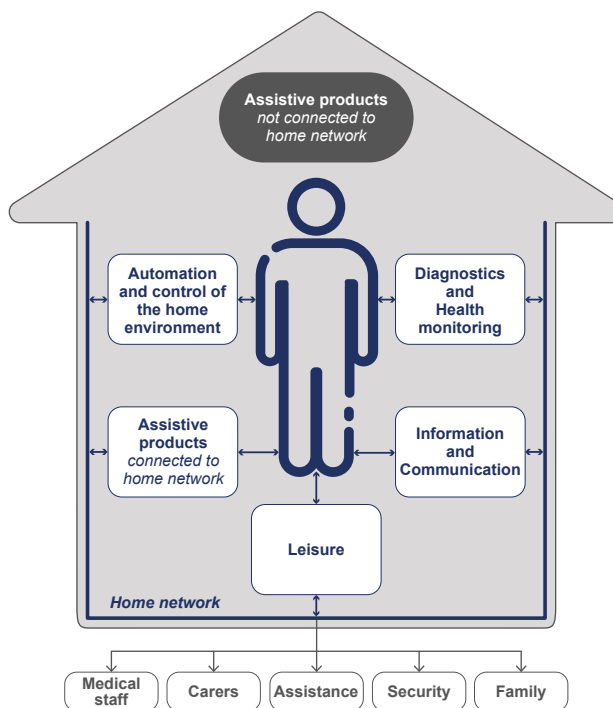 Assistive products
not connected to
home network
Automation
and control of
the home
environment
Diagnostics
and
Health
monitoring
Assistive
products
connected to
home network
Information
and
Communication
Leisure
Home network
Medical
staff
Carers
Assistance
Security
Family